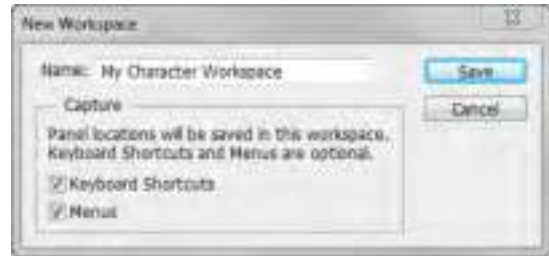 New Workspace
Name: My Character Workspace
Save
Capture
Cancel
Panel locations will be saved in this workspace.
Keyboard Shortcuts and Menus are optional.
Keyboard Shortcuts
Menus